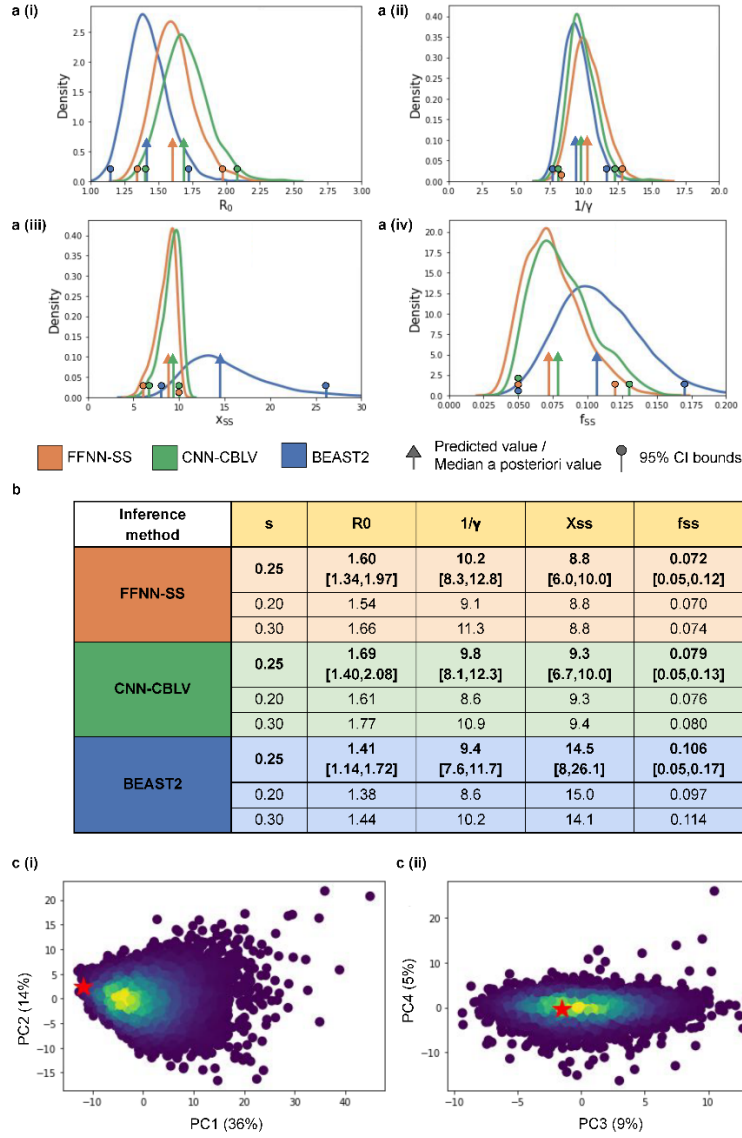 a (i)
a (ii)
Density
2.5
2.0
1.5
1.0
0.5
0.0
1.00
1.25
1.50
1.75
2.00
2.25
2.50
2.75
3.00
R0
Density
0.40
0.35
0.30
0.25
0.20
0.15
0.10
0.05
0.00
2.5
5.0
7.5
10.0
12.5
15.0
17.5
20.0
1/γ
a (iii)
a (iv)
Density
0.40
0.35
0.30
0.25
0.20
0.15
0.10
0.05
0.00
0
5
10
15
20
25
30
XSS
Density
20.0
17.5
15.0
12.5
10.0
7.5
5.0
2.5
0.0
0.000
0.025
0.050
0.075
0.100
0.125
0.150
0.175
0.200
fSS
FFNN-SS
CNN-CBLV
BEAST2
Predicted value /
Median a posteriori value
95% CI bounds
b
Inference method s R0 1/γ Xss fss
FFNN-SS
0.25 1.60 10.2 8.8 0.072
[1.34,1.97] [8.3,12.8] [6.0,10.0] [0.05,0.12]
0.20 1.54 9.1 8.8 0.070
0.30 1.66 11.3 8.8 0.074
CNN-CBLV
0.25 1.69 9.8 9.3 0.079
[1.40,2.08] [8.1,12.3] [6.7,10.0] [0.05,0.13]
0.20 1.61 8.6 9.3 0.076
0.30 1.77 10.9 9.4 0.080
BEAST2
0.25 1.41 9.4 14.5 0.106
[1.14,1.72] [7.6,11.7] [8,26.1] [0.05,0.17]
0.20 1.38 8.6 15.0 0.097
0.30 1.44 10.2 14.1 0.114
c (i)
c (ii)
PC2 (14%)
20
15
10
5
0
−5
−10
−15
−10
0
10
20
30
40
PC1 (36%)
PC4 (5%)
20
10
0
−10
−10
−5
0
5
10
PC3 (9%)